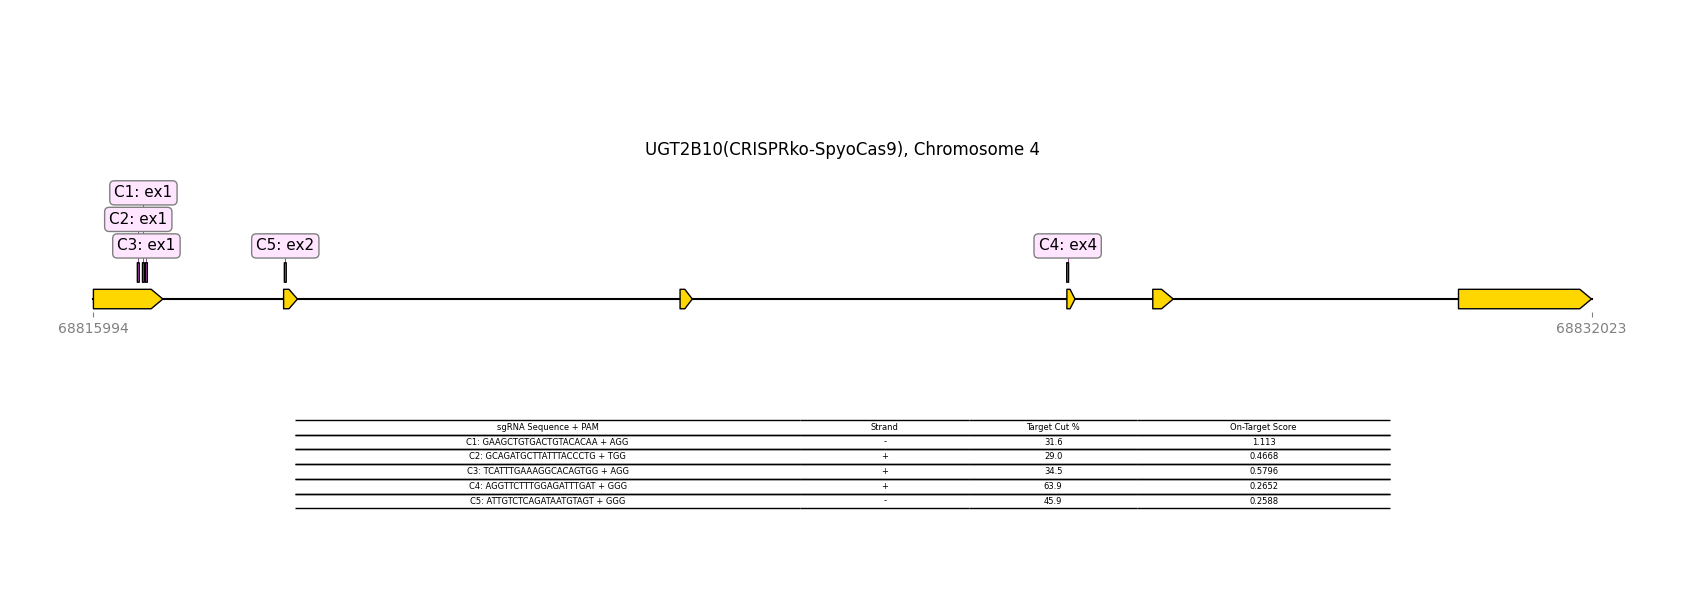 UGT2B10(CRISPRko-SpyoCas9), Chromosome 4
C1: ex1
C2: ex1
C3: ex1
C5: ex2
C4: ex4
68815994
68832023
sgRNA Sequence + PAM Strand Target Cut % On-Target Score
C1: GAAGCTGTGACTGTACACAA + AGG - 31.6 1.113
C2: GCAGATGCTTATTTACCCTG + TGG + 29.0 0.4668
C3: TCATTTGAAAGGCACAGTGG + AGG + 34.5 0.5796
C4: AGGTTCTTTGGAGATTTGAT + GGG + 63.9 0.2652
C5: ATTGTCTCAGATAATGTAGT + GGG - 45.9 0.2588